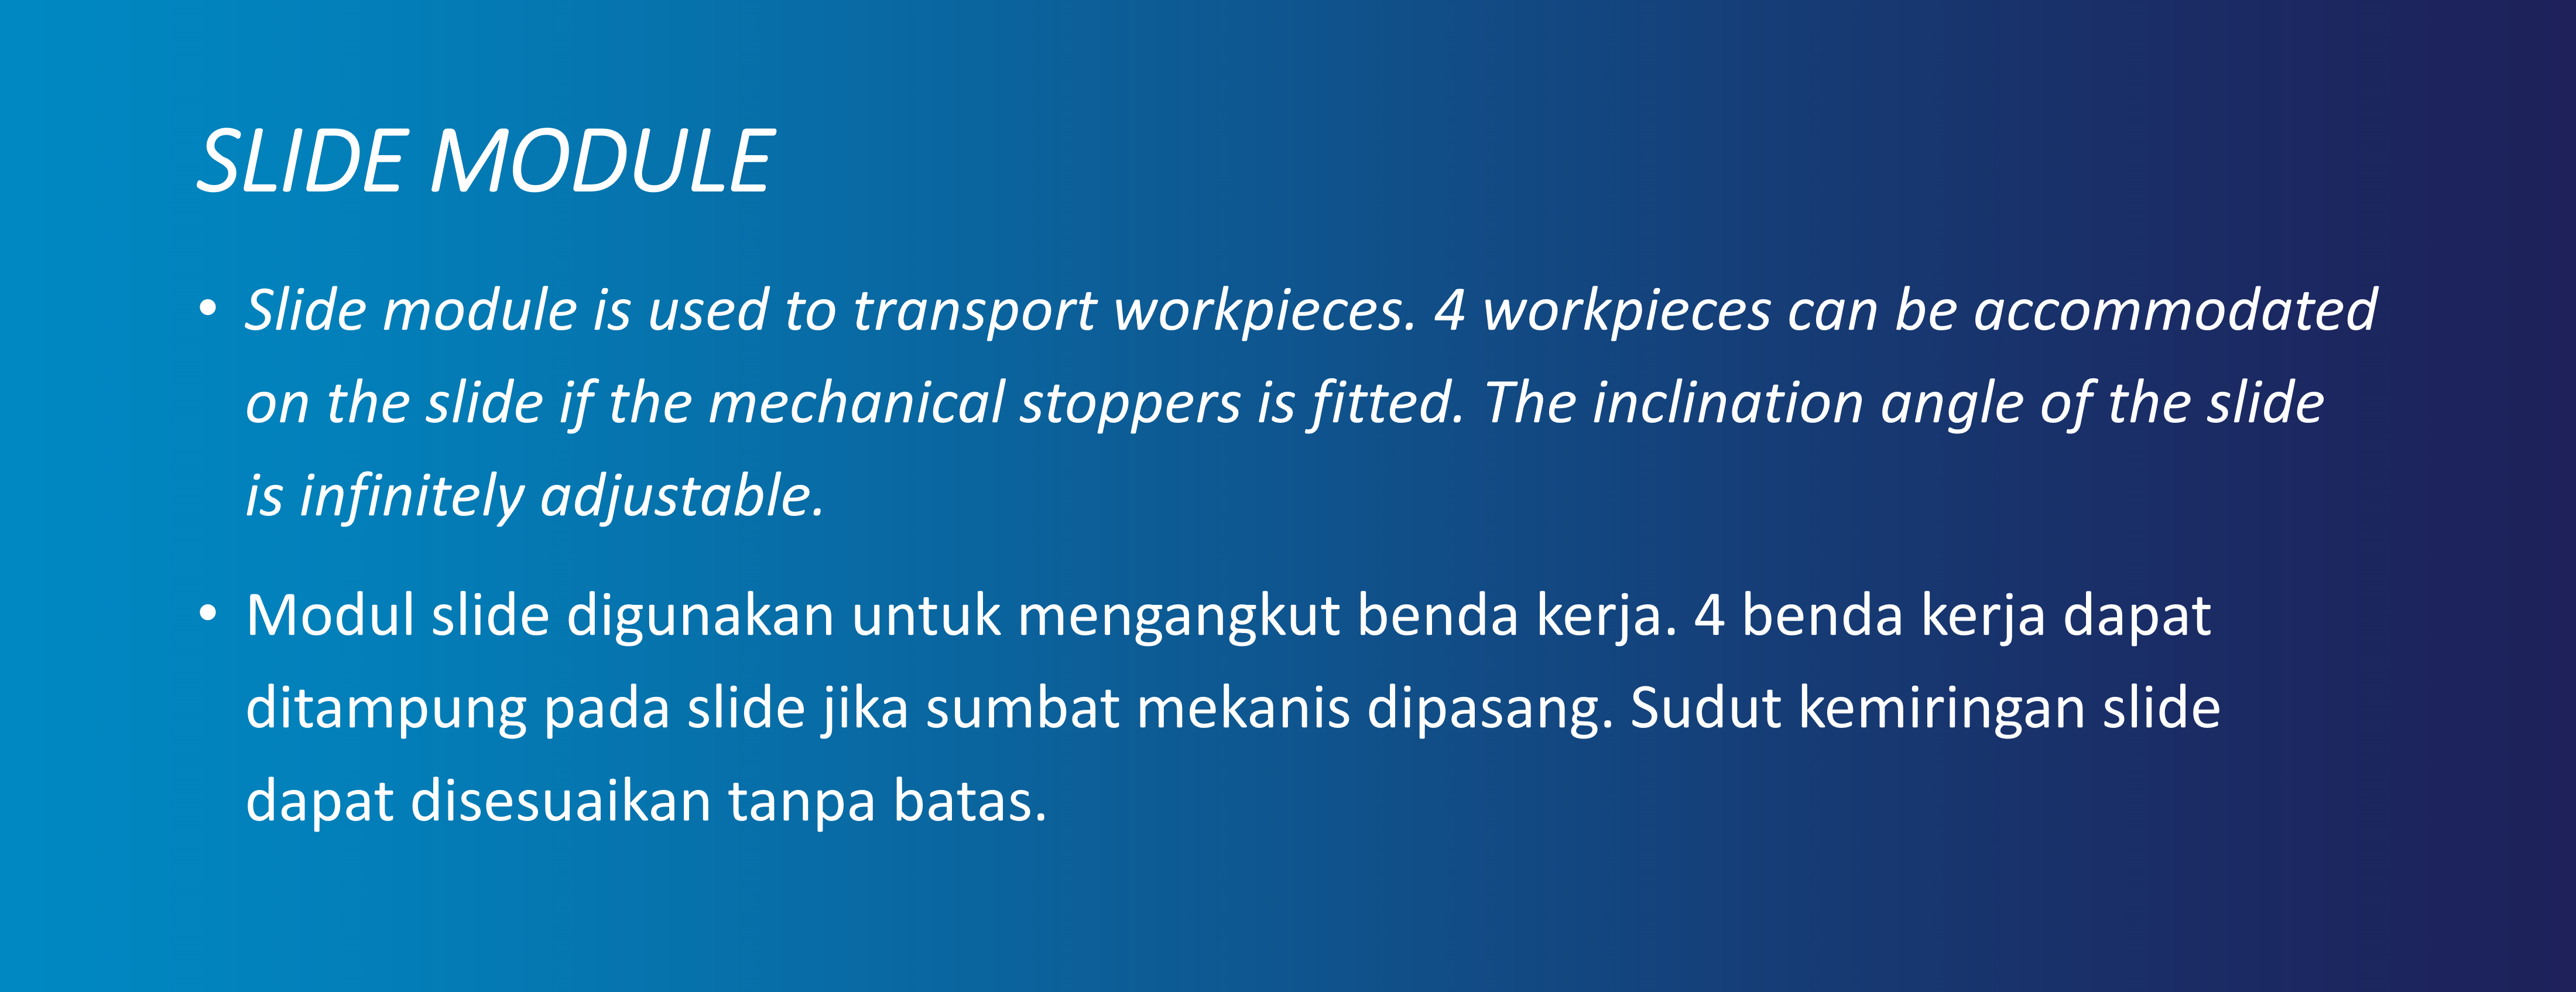 SLIDE MODULE
• Slide module is used to transport workpieces. 4 workpieces can be accommodated
on the slide if the mechanical stoppers is fitted. The inclination angle of the slide
is infinitely adjustable.
• Modul slide digunakan untuk mengangkut benda kerja. 4 benda kerja dapat
ditampung pada slide jika sumbat mekanis dipasang. Sudut kemiringan slide
dapat disesuaikan tanpa batas.